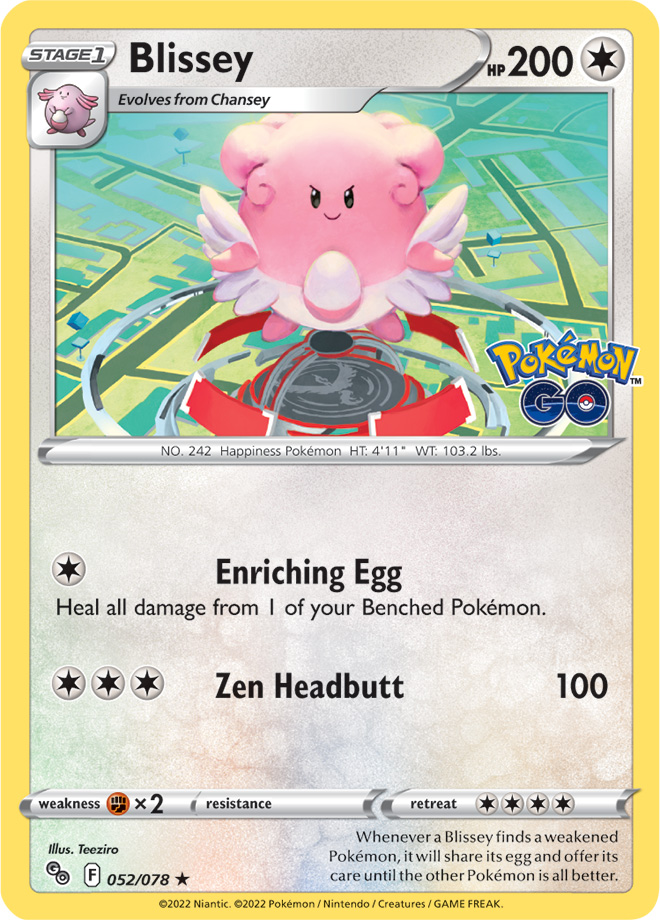 STAGE 1 Blissey HP 200
Evolves from Chansey
Pokémon
GO
TM
NO. 242 Happiness Pokémon HT: 4'11" WT: 103.2 lbs.
Enriching Egg
Heal all damage from 1 of your Benched Pokémon.
Zen Headbutt 100
weakness ×2 resistance retreat
Whenever a Blissey finds a weakened
Pokémon, it will share its egg and offer its
care until the other Pokémon is all better.
Illus. Teeziro
GO F 052/078 ★
©2022 Niantic. ©2022 Pokémon / Nintendo / Creatures / GAME FREAK.